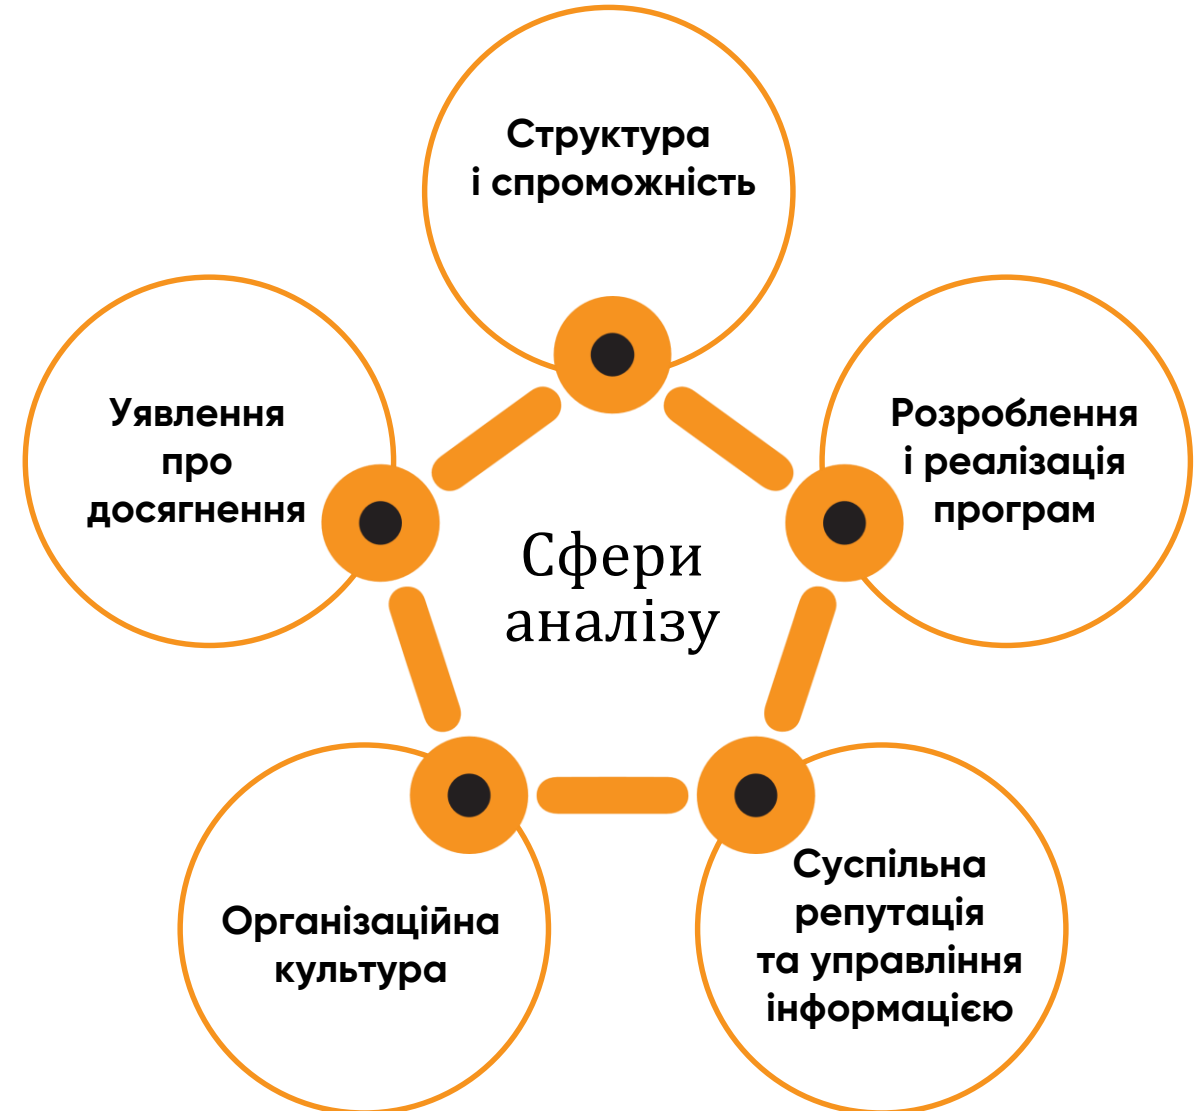 Структура
і спроможність
Уявлення
про
досягнення
Розроблення
і реалізація
програм
Сфери
аналізу
Організаційна
культура
Суспільна
репутація
та управління
інформацією